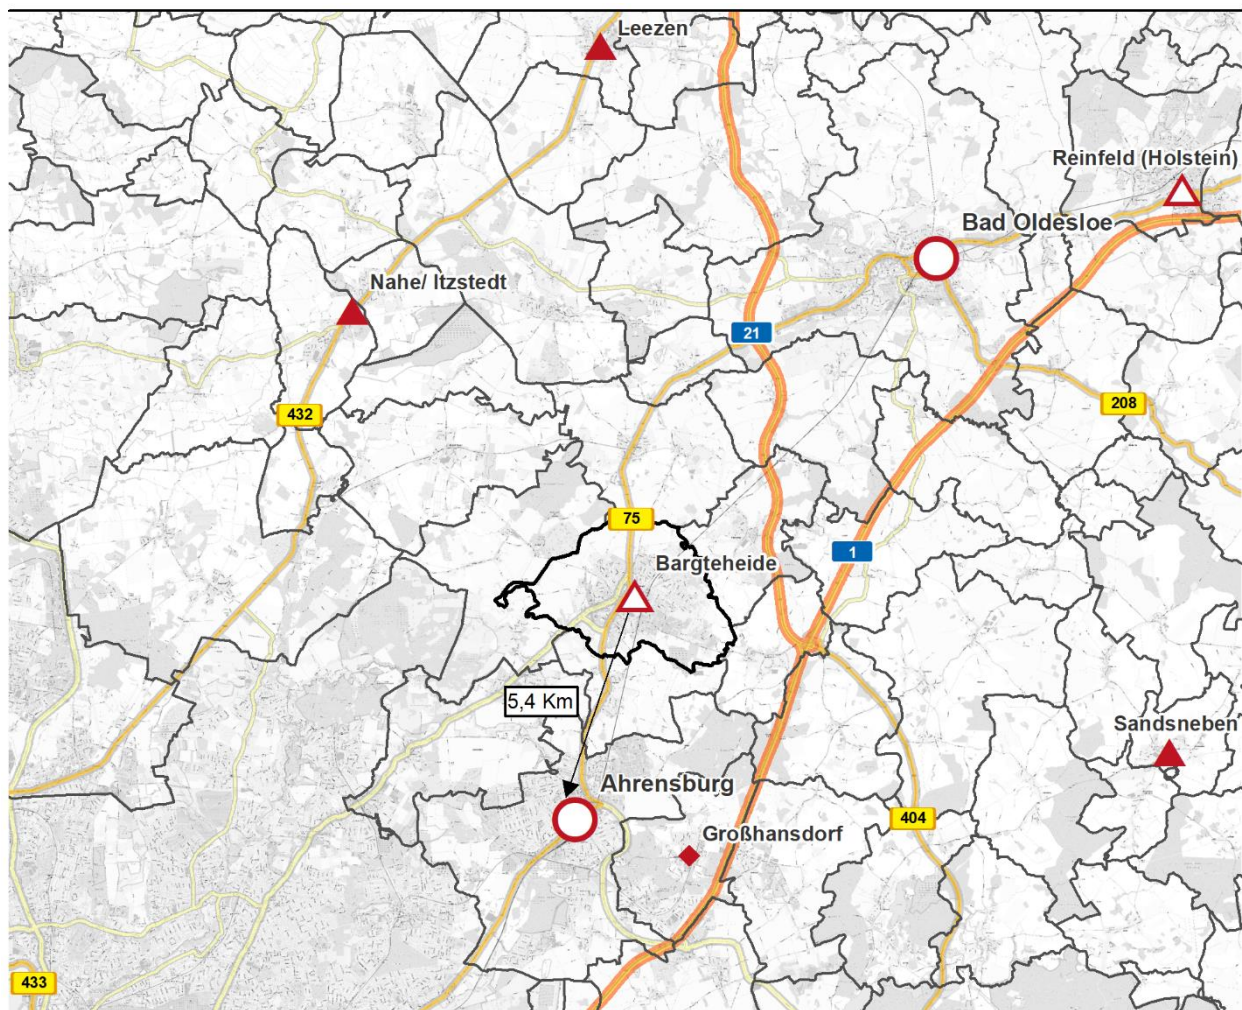 Leezen
Reinfeld (Holstein)
Bad Oldesloe
Nahe/ Itzstedt
21
432
208
75
1
Bargteheide
5,4 Km
Sandsneben
Ahrensburg
404
Großhansdorf
433